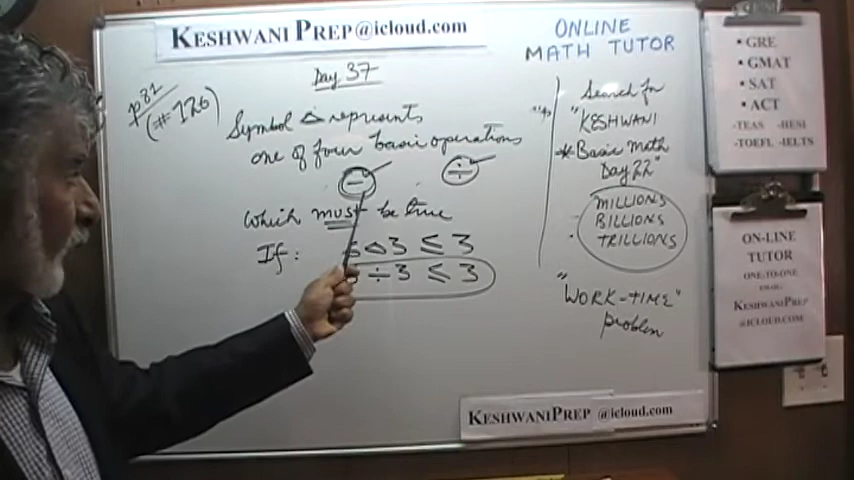 KESHWANIPREP@icloud.com
Day 37
p82
(#126)
Symbol △ represents
one of four basic operations
− ÷
Which must be true
If: 6△3 ≤ 3
÷3 ≤ 3
ONLINE
MATH TUTOR
Search for
"KESHWANI
Basic Math
Day 22"
MILLIONS
BILLIONS
TRILLIONS
"WORK-TIME"
problem
• GRE
• GMAT
• SAT
• ACT
-TEAS -HESI
-TOEFL -IELTS
ON-LINE
TUTOR
ONE-TO-ONE
KESHWANIPREP
@ICLOUD.COM
KESHWANIPREP@icloud.com